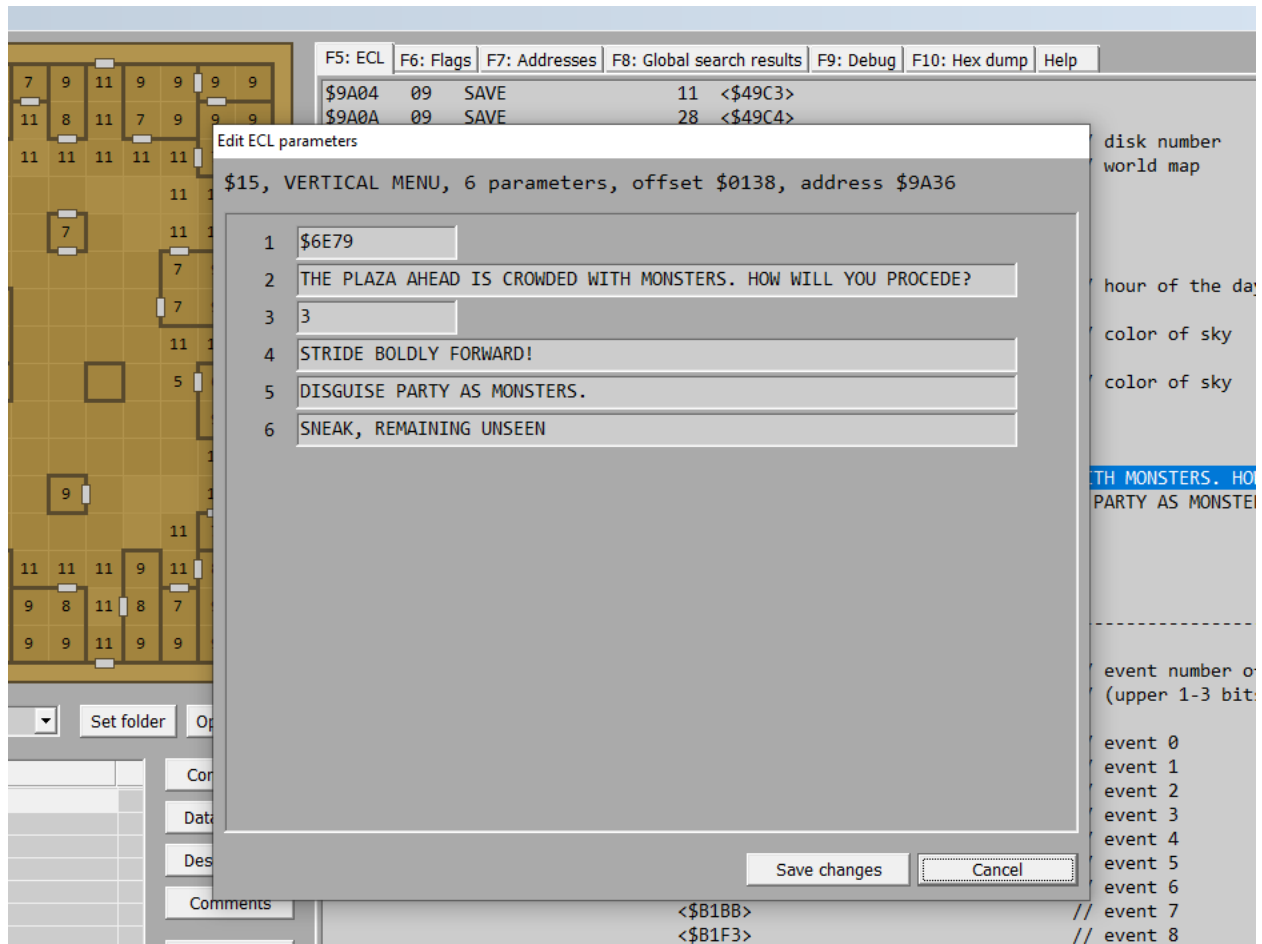 F5: ECL F6: Flags F7: Addresses F8: Global search results F9: Debug F10: Hex dump Help
7 9 11 9 9 9 9
$9A04 09 SAVE 11 <$49C3>
11 8 11 7 9 9 9
$9A0A 09 SAVE 28 <$49C4>
Edit ECL parameters
disk number
11 11 11 11 11
world map
$15, VERTICAL MENU, 6 parameters, offset $0138, address $9A36
11
7 11
1 $6E79
7
2 THE PLAZA AHEAD IS CROWDED WITH MONSTERS. HOW WILL YOU PROCEDE?
hour of the day
7
3 3
color of sky
11
4 STRIDE BOLDLY FORWARD!
5
5 DISGUISE PARTY AS MONSTERS.
color of sky
6 SNEAK, REMAINING UNSEEN
MONSTERS.
9
PARTY AS
11
11 11 11 9 11
9 8 11 8 7
9 9 11 9 9
event number
(upper 1-3
Set folder
/ event 0
/ event 1
/ event 2
/ event 3
/ event 4
/ event 5
/ event 6
Save changes Cancel
Comments
<$B1BB> // event 7
<$B1F3> // event 8